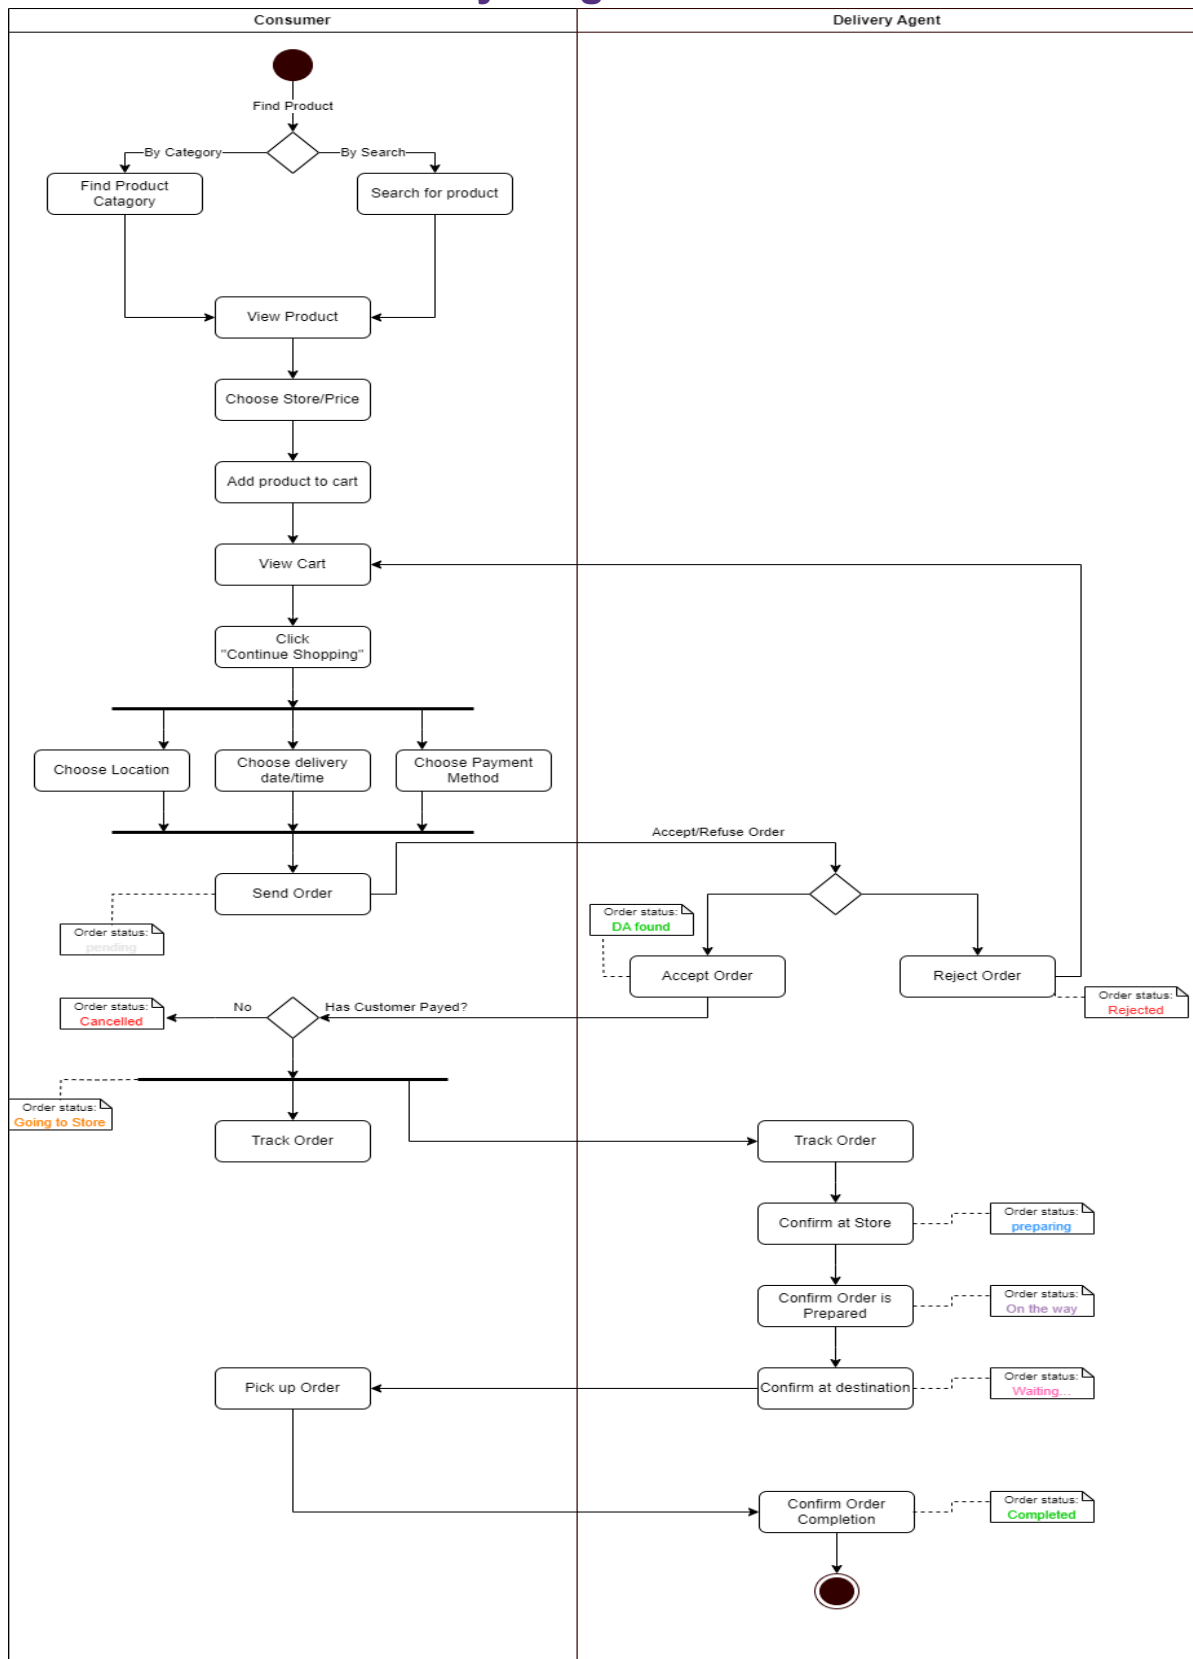 Consumer
Delivery Agent
Find Product
By Category
By Search
Find Product
Catagory
Search for product
View Product
Choose Store/Price
Add product to cart
View Cart
Click
"Continue Shopping"
Choose Location
Choose delivery
date/time
Choose Payment
Method
Accept/Refuse Order
Send Order
Order status:
pending
Order status:
DA found
Accept Order
Reject Order
Order status:
Rejected
Order status:
Cancelled
No
Has Customer Payed?
Order status:
Going to Store
Track Order
Track Order
Confirm at Store
Order status:
preparing
Confirm Order is
Prepared
Order status:
On the way
Pick up Order
Confirm at destination
Order status:
Waiting...
Confirm Order
Completion
Order status:
Completed